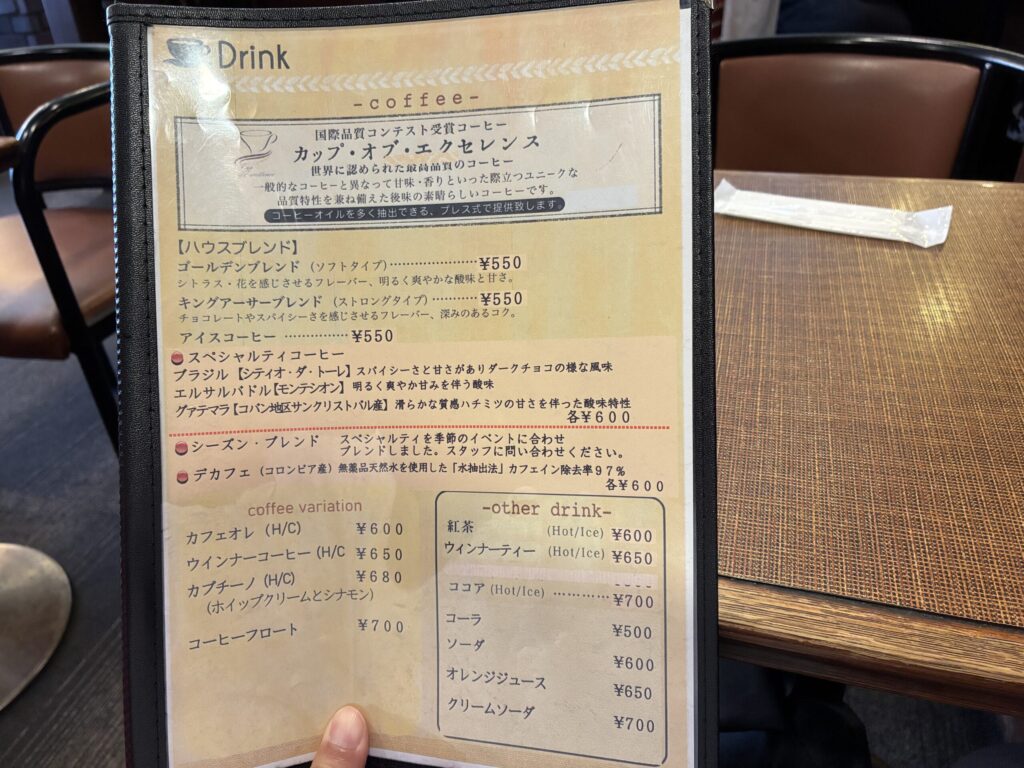 Drink
-coffee-
国際品質コンテスト受賞コーヒー
カップ・オブ・エクセレンス
世界に認められた最高品質のコーヒー
一般的なコーヒーと異なって甘味・香りといった際立つユニークな
品質特性を兼ね備えた後味の素晴らしいコーヒーです。
コーヒーオイルを多く抽出できる、プレス式で提供致します。
【ハウスブレンド】
ゴールデンブレンド (ソフトタイプ)‥‥‥‥‥‥‥‥¥550
シトラス・花を感じさせるフレーバー、明るく爽やかな酸味と甘さ。
キングアーサーブレンド (ストロングタイプ)‥‥‥‥¥550
チョコレートやスパイシーさを感じさせるフレーバー、深みのあるコク。
アイスコーヒー ‥‥‥‥‥‥¥550
スペシャルティコーヒー
ブラジル【シティオ・ダ・トーレ】スパイシーさと甘さがありダークチョコの様な風味
エルサルバドル【モンテシオン】明るく爽やか甘みを伴う酸味
グァテマラ【コバン地区サンクリストバル産】滑らかな質感ハチミツの甘さを伴った酸味特性
各¥600
シーズン・ブレンド スペシャルティを季節のイベントに合わせ
ブレンドしました。スタッフに問い合わせください。
デカフェ (コロンビア産) 無薬品天然水を使用した「水抽出法」カフェイン除去率97%
各¥600
coffee variation
カフェオレ (H/C) ¥600
ウインナーコーヒー (H/C ¥650
カプチーノ (H/C) ¥680
(ホイップクリームとシナモン)
コーヒーフロート ¥700
-other drink-
紅茶 (Hot/Ice) ¥600
ウィンナーティー (Hot/Ice) ¥650
ココア (Hot/Ice) ‥‥‥‥‥ ¥700
コーラ ¥500
ソーダ ¥600
オレンジジュース ¥650
クリームソーダ ¥700